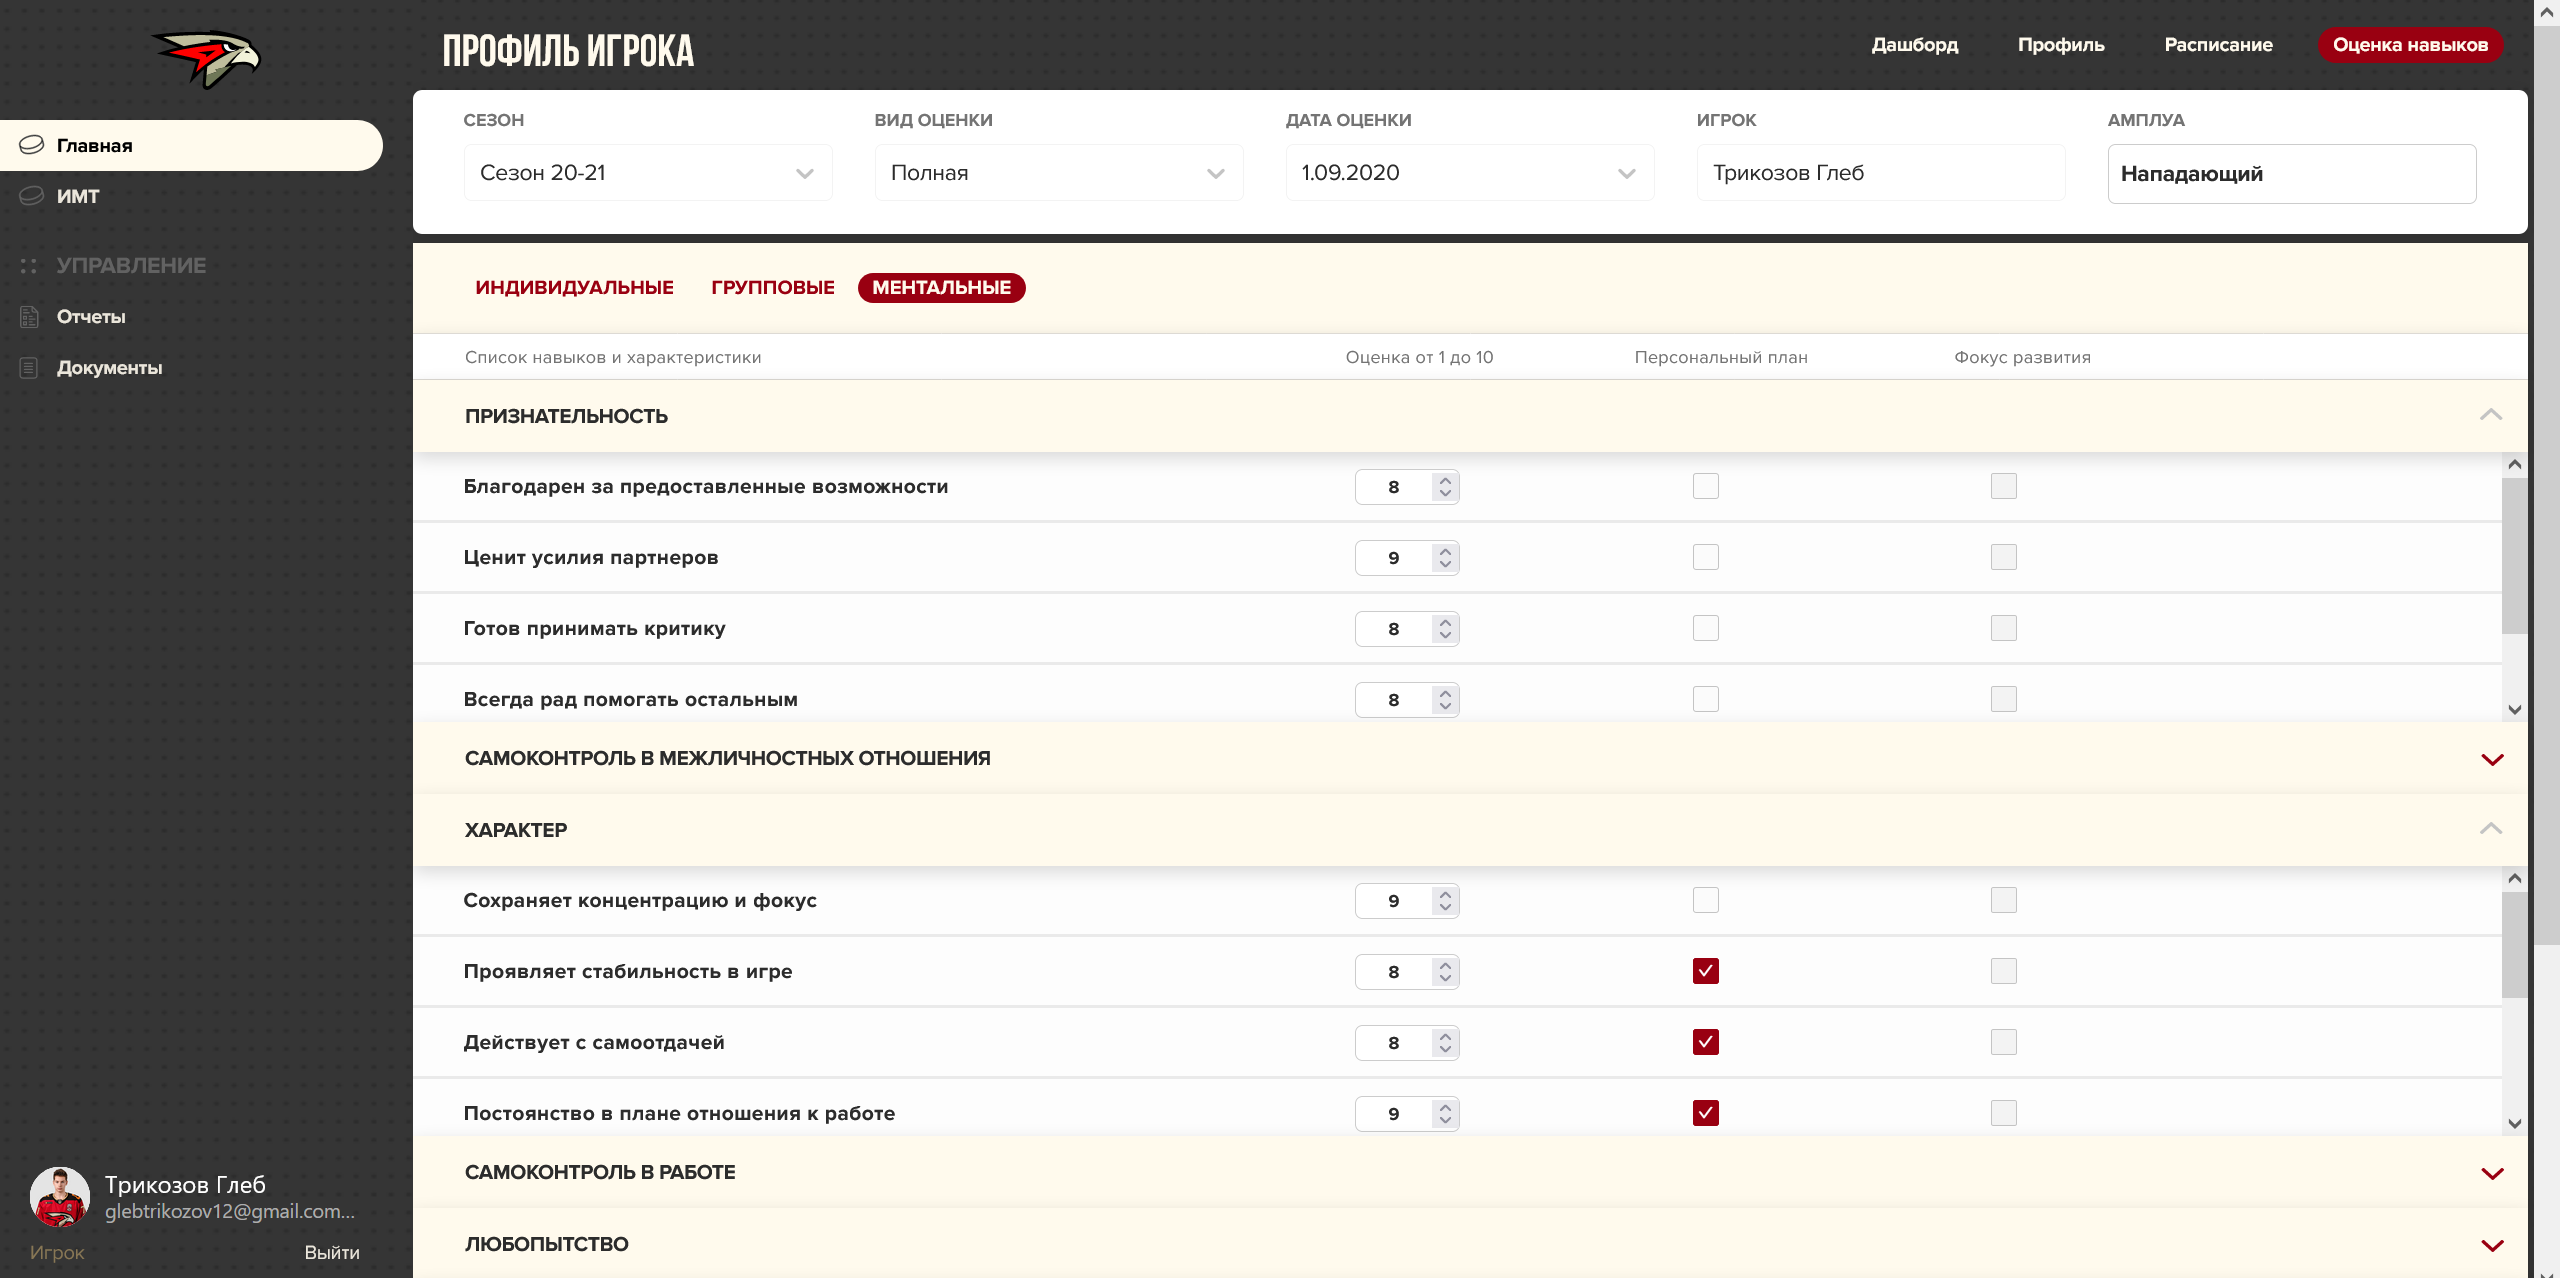 ПРОФИЛЬ ИГРОКА
Дашборд
Профиль
Расписание
Оценка навыков
Главная
ИМТ
УПРАВЛЕНИЕ
Отчеты
Документы
СЕЗОН
ВИД ОЦЕНКИ
ДАТА ОЦЕНКИ
ИГРОК
АМПЛУА
Сезон 20-21
Полная
1.09.2020
Трикозов Глеб
Нападающий
ИНДИВИДУАЛЬНЫЕ
ГРУППОВЫЕ
МЕНТАЛЬНЫЕ
Список навыков и характеристики
Оценка от 1 до 10
Персональный план
Фокус развития
ПРИЗНАТЕЛЬНОСТЬ
Благодарен за предоставленные возможности
8
Ценит усилия партнеров
9
Готов принимать критику
8
Всегда рад помогать остальным
8
САМОКОНТРОЛЬ В МЕЖЛИЧНОСТНЫХ ОТНОШЕНИЯ
ХАРАКТЕР
Сохраняет концентрацию и фокус
9
Проявляет стабильность в игре
8
Действует с самоотдачей
8
Постоянство в плане отношения к работе
9
САМОКОНТРОЛЬ В РАБОТЕ
ЛЮБОПЫТСТВО
Трикозов Глеб
glebtrikozov12@gmail.com...
Игрок
Выйти